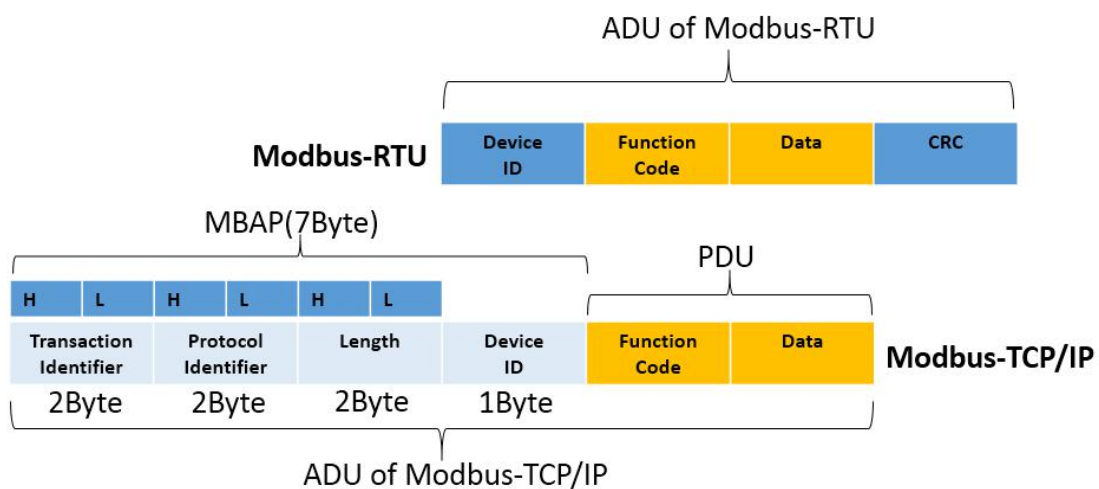 ADU of Modbus-RTU
Modbus-RTU
Device
ID
Function
Code
Data
CRC
MBAP(7Byte)
PDU
H L H L H L
Transaction
Identifier
Protocol
Identifier
Length
Device
ID
Function
Code
Data
Modbus-TCP/IP
2Byte 2Byte 2Byte 1Byte
ADU of Modbus-TCP/IP